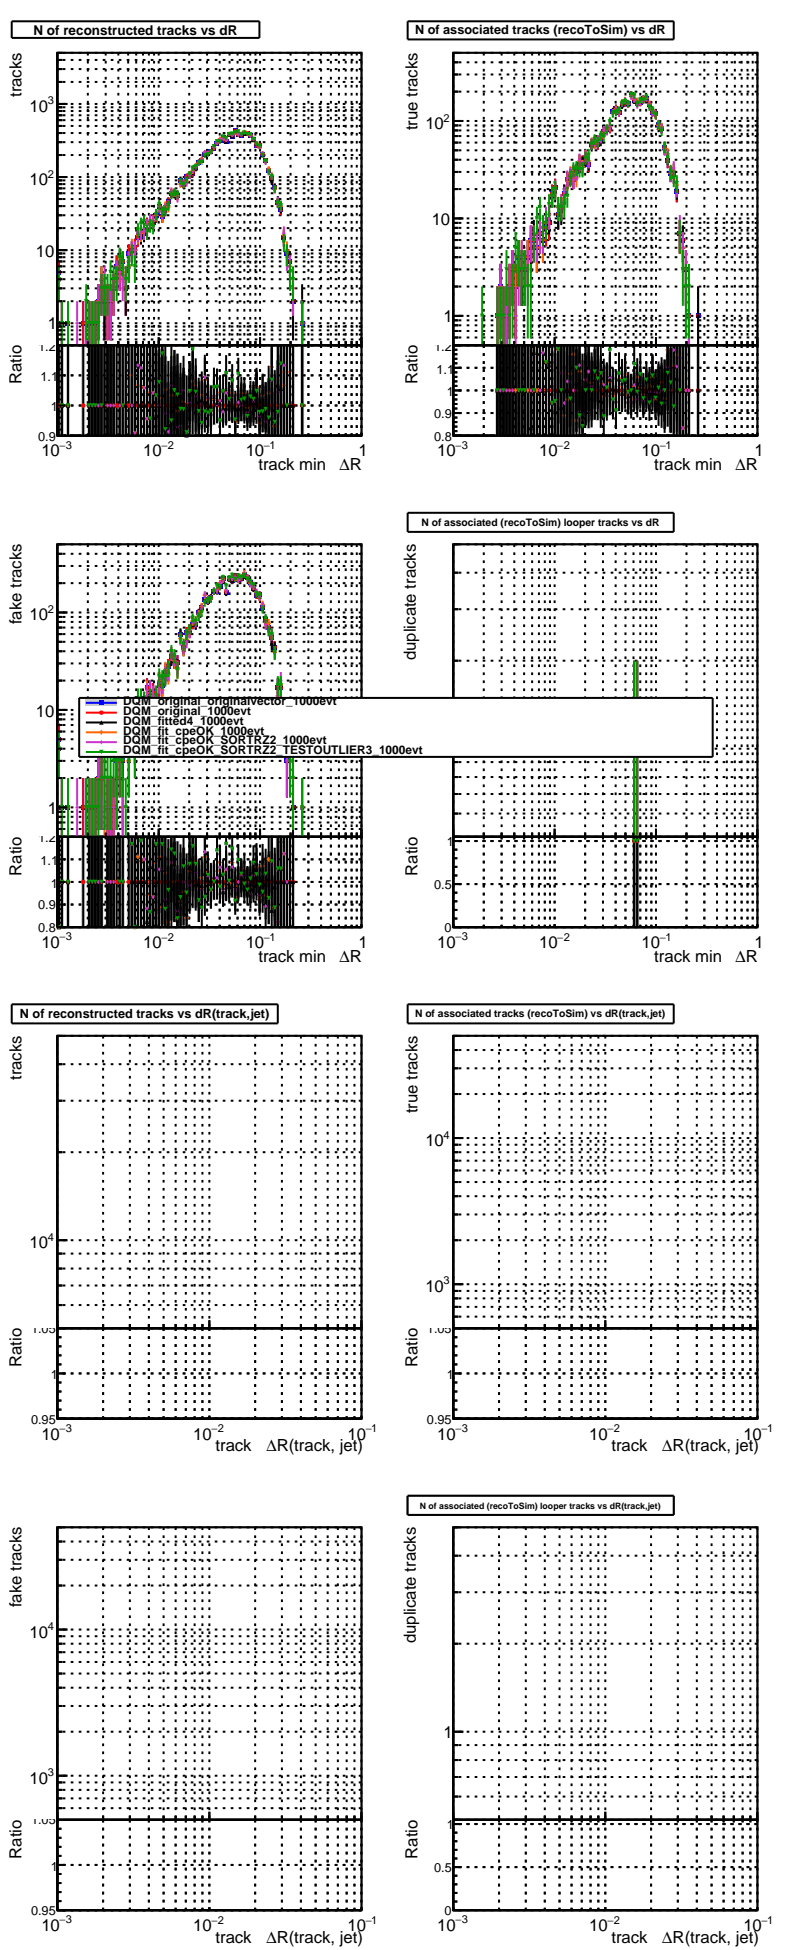 N of reconstructed tracks vs dR
N of associated tracks (recoToSim) vs dR
tracks
10³
10²
10
1
Ratio
1.2
1.1
1
0.9
10⁻³
10⁻²
10⁻¹
1
track min ΔR
true tracks
10²
10
1
Ratio
1.2
1.1
1
0.9
0.8
10⁻³
10⁻²
10⁻¹
1
track min ΔR
N of associated (recoToSim) looper tracks vs dR
fake tracks
10²
10
1
Ratio
1.2
1.1
1
0.9
0.8
10⁻³
10⁻²
10⁻¹
1
track min ΔR
duplicate tracks
Ratio
1
0.5
0
10⁻³
10⁻²
10⁻¹
1
track min ΔR
DQM_original_originalvector_1000evt
DQM_original_1000evt
DQM_fitted4_1000evt
DQM_fit_cpeOK_1000evt
DQM_fit_cpeOK_SORTRZ2_1000evt
DQM_fit_cpeOK_SORTRZ2_TESTOUTLIER3_1000evt
N of reconstructed tracks vs dR(track,jet)
N of associated tracks (recoToSim) vs dR(track,jet)
tracks
10⁴
Ratio
1.05
1
0.95
10⁻³
10⁻²
10⁻¹
track ΔR(track, jet)
true tracks
10⁴
10³
Ratio
1.05
1
0.95
10⁻³
10⁻²
10⁻¹
track ΔR(track, jet)
N of associated (recoToSim) looper tracks vs dR(track,jet)
fake tracks
10⁴
10³
Ratio
1.05
1
0.95
10⁻³
10⁻²
10⁻¹
track ΔR(track, jet)
duplicate tracks
1
Ratio
1
0.5
0
10⁻³
10⁻²
10⁻¹
track ΔR(track, jet)